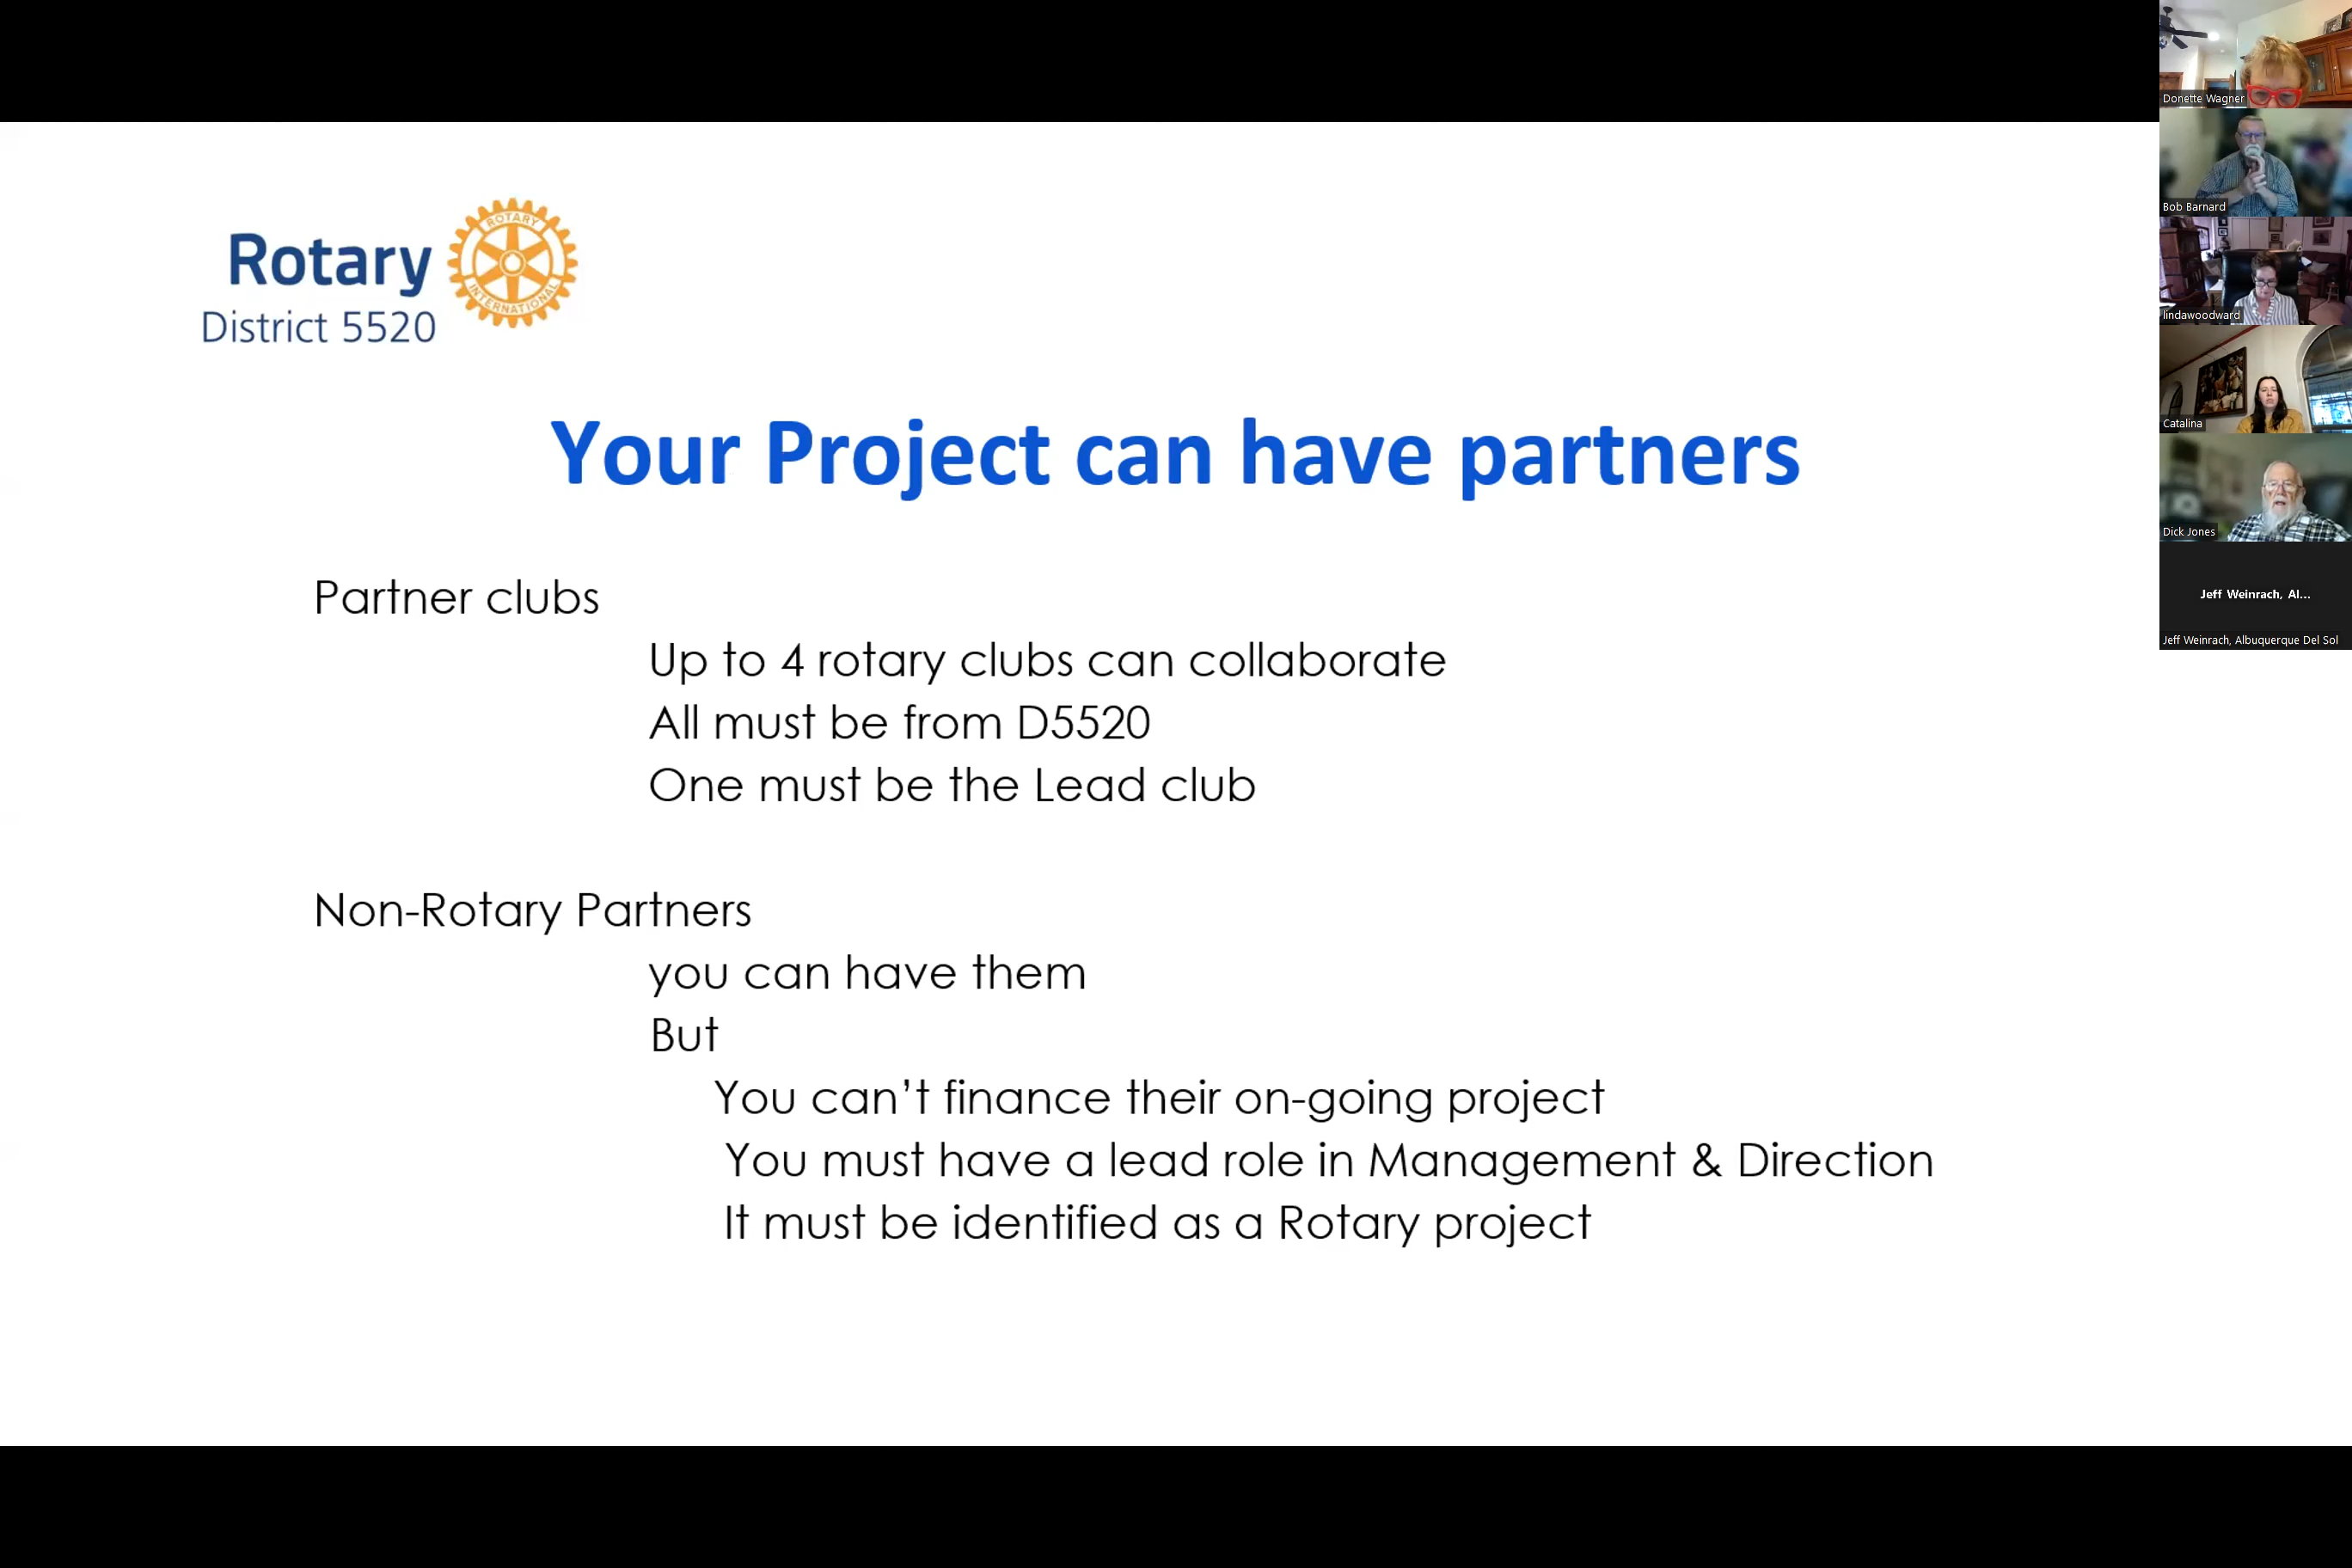 Rotary
District 5520
ROTARY
INTERNATIONAL
Your Project can have partners
Partner clubs
Up to 4 rotary clubs can collaborate
All must be from D5520
One must be the Lead club
Non-Rotary Partners
you can have them
But
You can’t finance their on-going project
You must have a lead role in Management & Direction
It must be identified as a Rotary project
Donette Wagner
Bob Barnard
lindawoodward
Catalina
Dick Jones
Jeff Weinrach, Al...
Jeff Weinrach, Albuquerque Del Sol